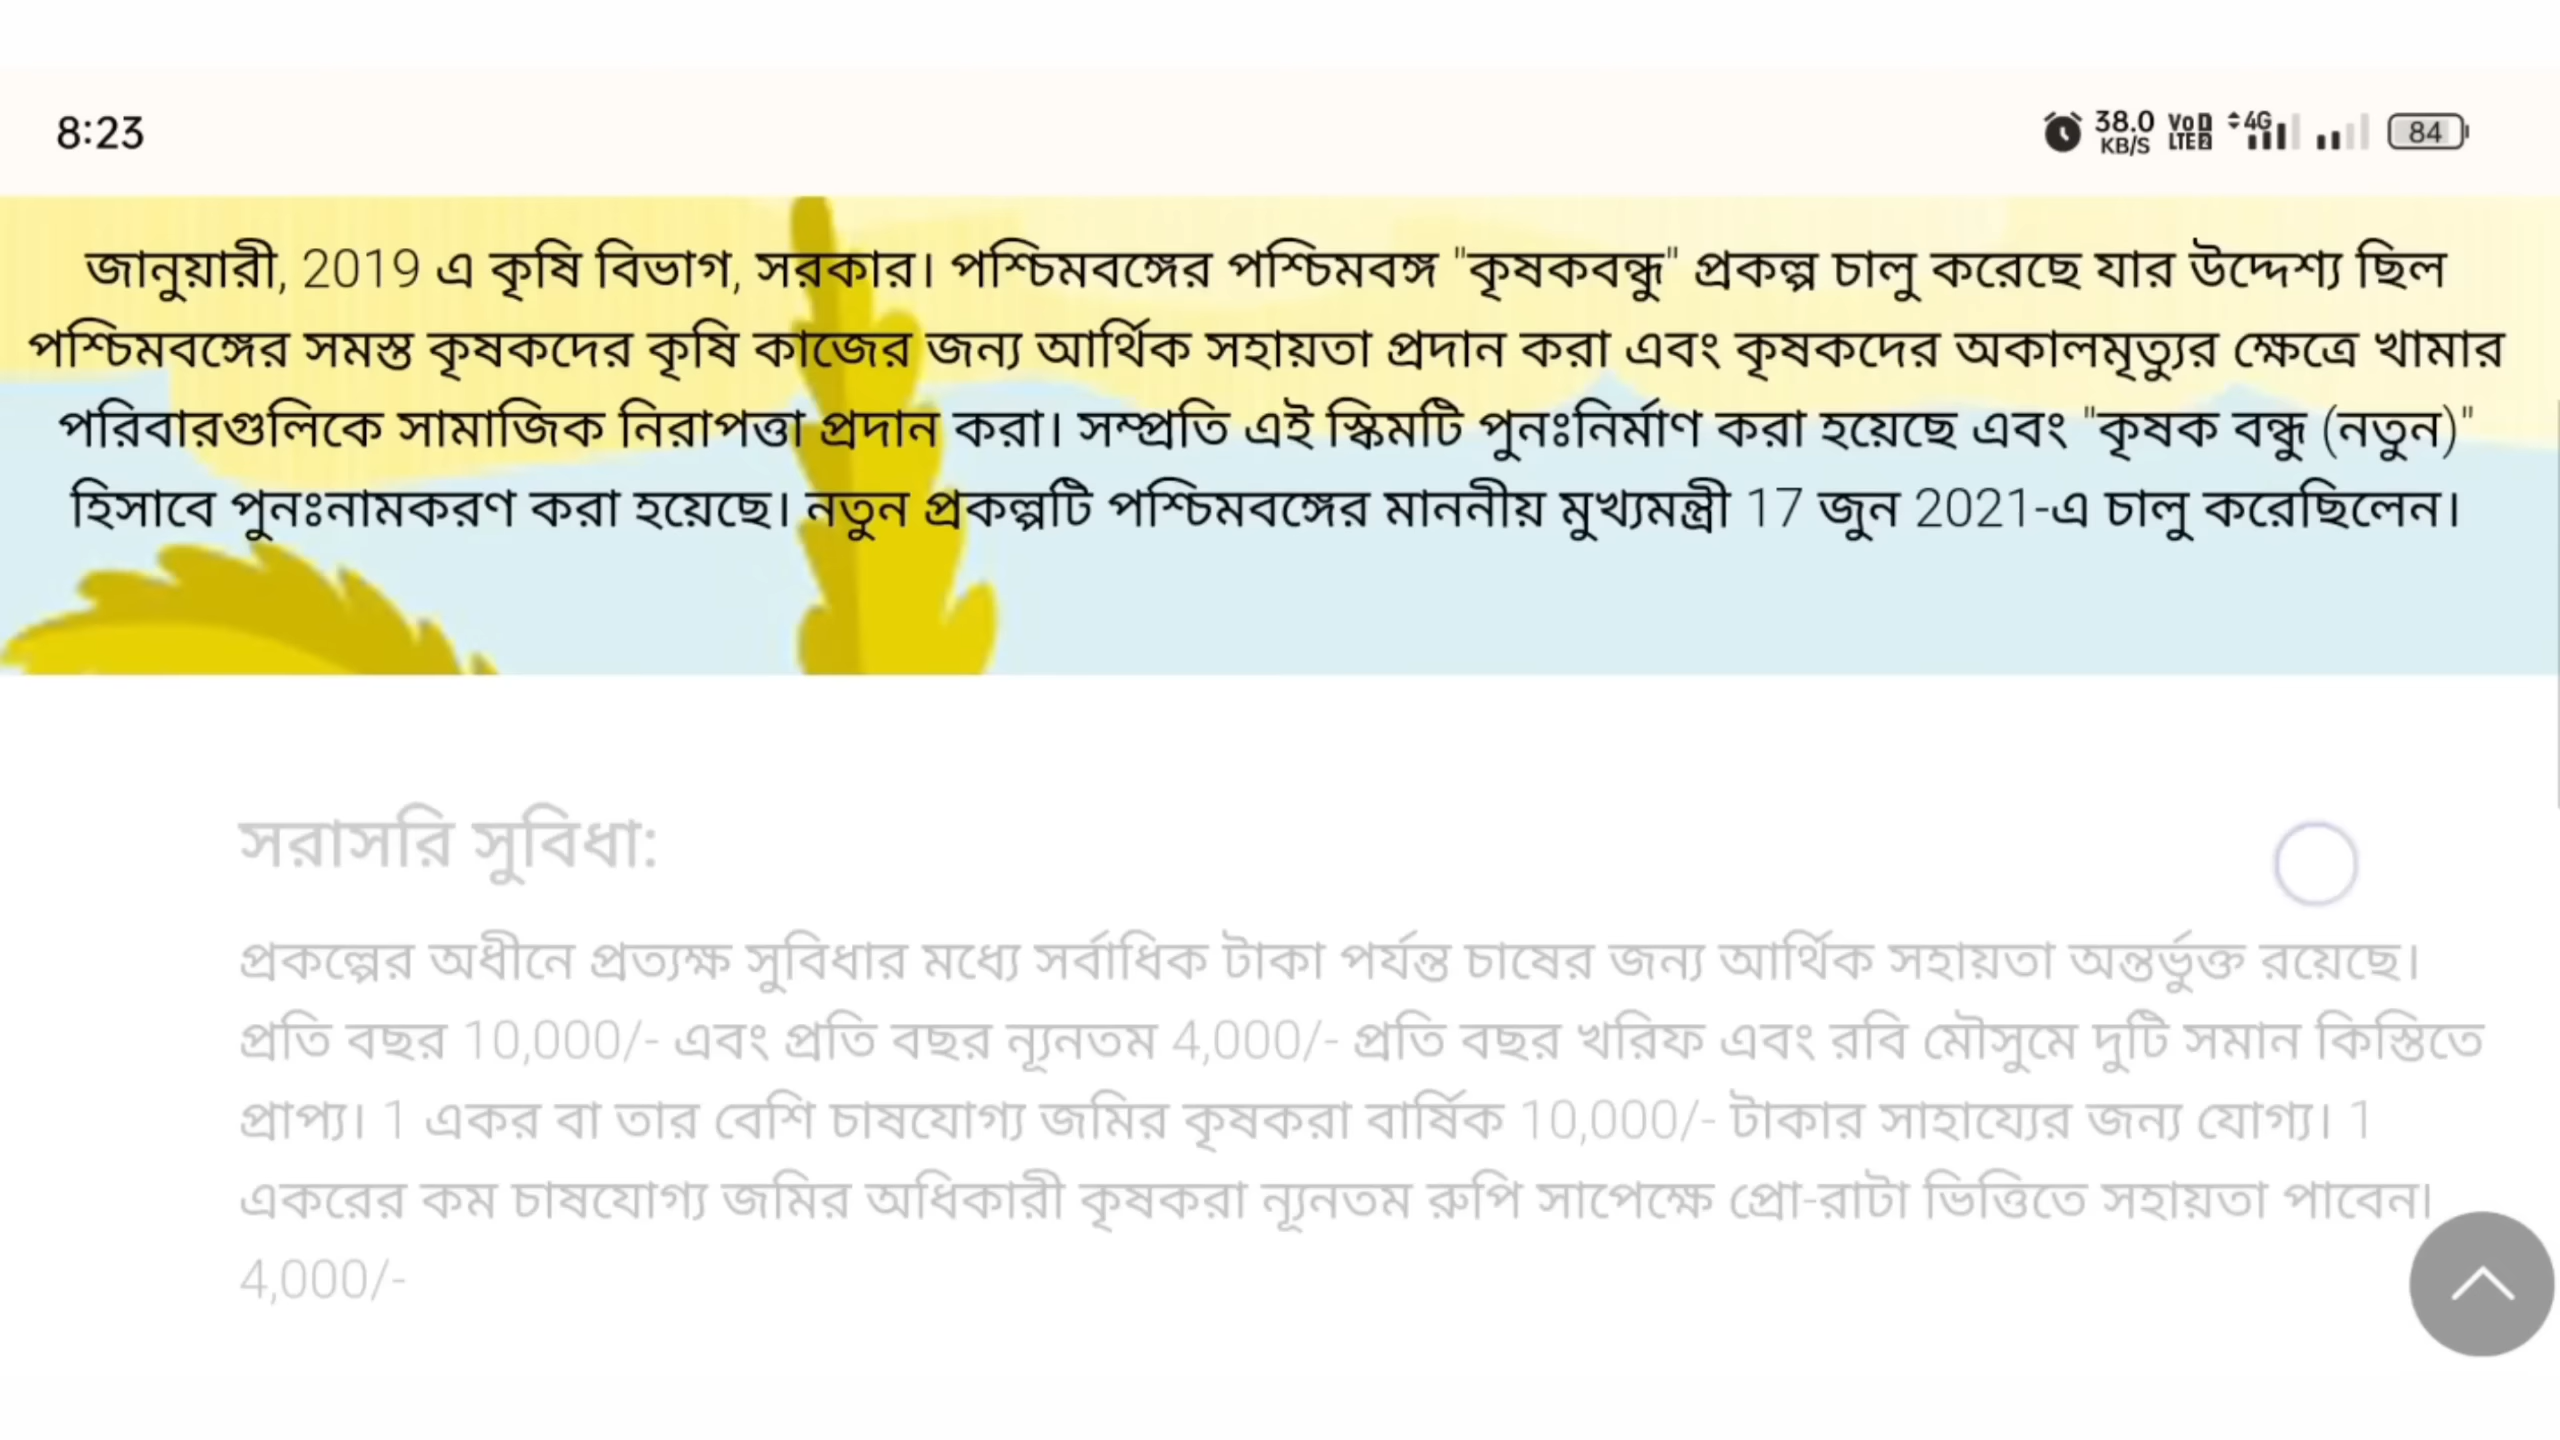 8:23
38.0 KB/S VoLTE 2 4G 84
জানুয়ারী, 2019 এ কৃষি বিভাগ, সরকার। পশ্চিমবঙ্গের পশ্চিমবঙ্গ "কৃষকবন্ধু" প্রকল্প চালু করেছে যার উদ্দেশ্য ছিল
পশ্চিমবঙ্গের সমস্ত কৃষকদের কৃষি কাজের জন্য আর্থিক সহায়তা প্রদান করা এবং কৃষকদের অকালমৃত্যুর ক্ষেত্রে খামার
পরিবারগুলিকে সামাজিক নিরাপত্তা প্রদান করা। সম্প্রতি এই স্কিমটি পুনঃনির্মাণ করা হয়েছে এবং "কৃষক বন্ধু (নতুন)"
হিসাবে পুনঃনামকরণ করা হয়েছে। নতুন প্রকল্পটি পশ্চিমবঙ্গের মাননীয় মুখ্যমন্ত্রী 17 জুন 2021-এ চালু করেছিলেন।
সরাসরি সুবিধা:
প্রকল্পের অধীনে প্রত্যক্ষ সুবিধার মধ্যে সর্বাধিক টাকা পর্যন্ত চাষের জন্য আর্থিক সহায়তা অন্তর্ভুক্ত রয়েছে।
প্রতি বছর 10,000/- এবং প্রতি বছর ন্যূনতম 4,000/- প্রতি বছর খরিফ এবং রবি মৌসুমে দুটি সমান কিস্তিতে
প্রাপ্য। 1 একর বা তার বেশি চাষযোগ্য জমির কৃষকরা বার্ষিক 10,000/- টাকার সাহায্যের জন্য যোগ্য। 1
একরের কম চাষযোগ্য জমির অধিকারী কৃষকরা ন্যূনতম রুপি সাপেক্ষে প্রো-রাটা ভিত্তিতে সহায়তা পাবেন।
4,000/-